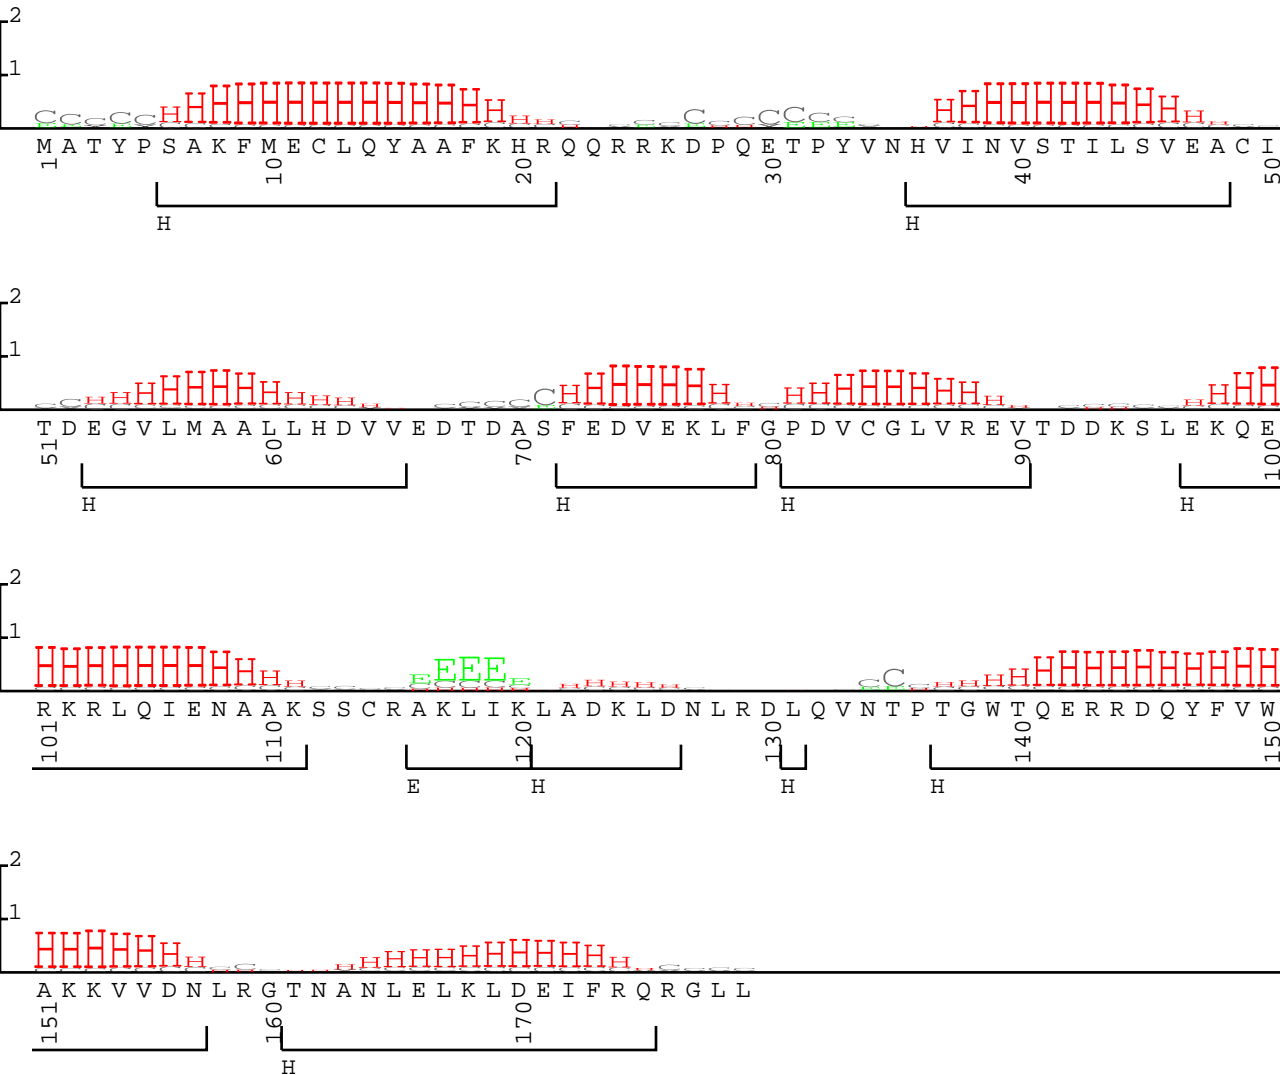 2
1
C C C C C H H H H H H H H H H H H H H H C C C C C C H H H H H H H H H H H
M A T Y P S A K F M E C L Q Y A A F K H R Q Q R R K D P Q E T P Y V N H V I N V S T I L S V E A C I
1 10 20 30 40 50
H H
2
1
H H H H H H H H H H H C H H H H H H H H H H H H H H H H H H H
T D E G V L M A A L L H D V V E D T D A S F E D V E K L F G P D V C G L V R E V T D D K S L E K Q E
51 60 70 80 90 100
H H H H
2
1
H H H H H H H H H H E E E E E C H H H H H H H H H H H H
R K R L Q I E N A A K S S C R A K L I K L A D K L D N L R D L Q V N T P T G W T Q E R R D Q Y F V W
101 110 120 130 140 150
E H H H
2
1
H H H H H H H H H H H H H H H H H H
A K K V V D N L R G T N A N L E L K L D E I F R Q R G L L
151 160 170
H